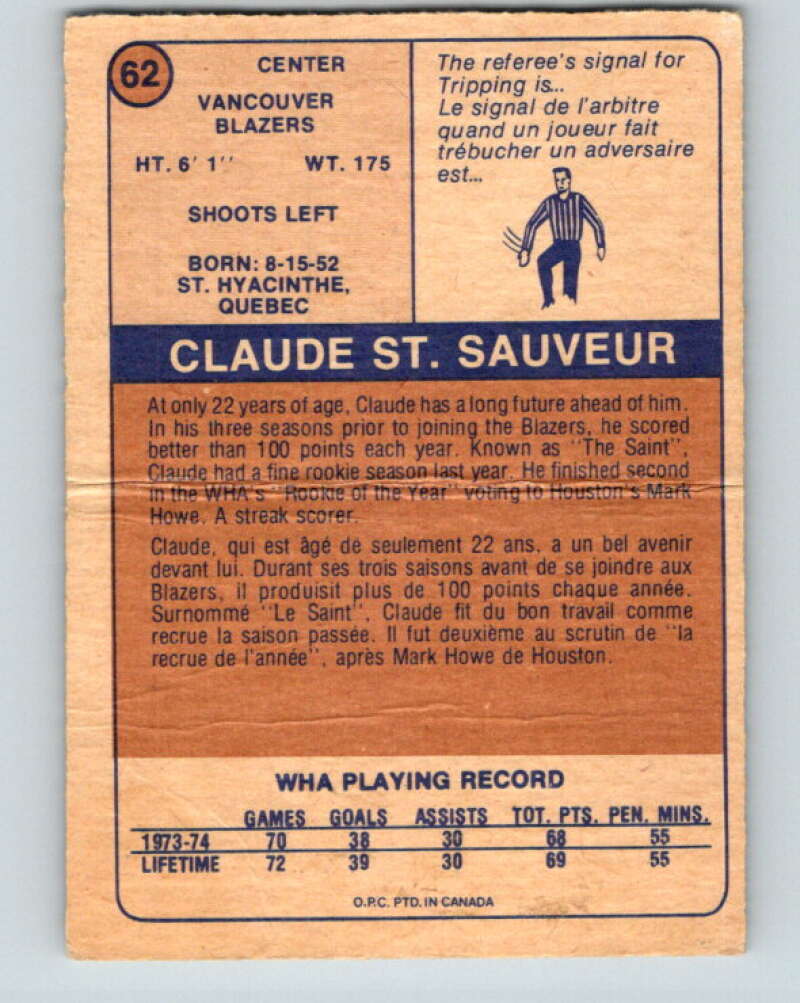 62
CENTER
VANCOUVER
BLAZERS
HT. 6' 1'' WT. 175
SHOOTS LEFT
BORN: 8-15-52
ST. HYACINTHE,
QUEBEC
The referee's signal for
Tripping is...
Le signal de l'arbitre
quand un joueur fait
trébucher un adversaire
est...
CLAUDE ST. SAUVEUR
At only 22 years of age, Claude has a long future ahead of him.
In his three seasons prior to joining the Blazers, he scored
better than 100 points each year. Known as ''The Saint'',
Claude had a fine rookie season last year. He finished second
in the WHA's ''Rookie of the Year'' voting to Houston's Mark
Howe. A streak scorer.
Claude, qui est âgé de seulement 22 ans, a un bel avenir
devant lui. Durant ses trois saisons avant de se joindre aux
Blazers, il produisit plus de 100 points chaque année.
Surnommé ''Le Saint'', Claude fit du bon travail comme
recrue la saison passée. Il fut deuxième au scrutin de ''la
recrue de l'année'', après Mark Howe de Houston.
WHA PLAYING RECORD
GAMES GOALS ASSISTS TOT. PTS. PEN. MINS.
1973-74 70 38 30 68 55
LIFETIME 72 39 30 69 55
O.P.C. PTD. IN CANADA